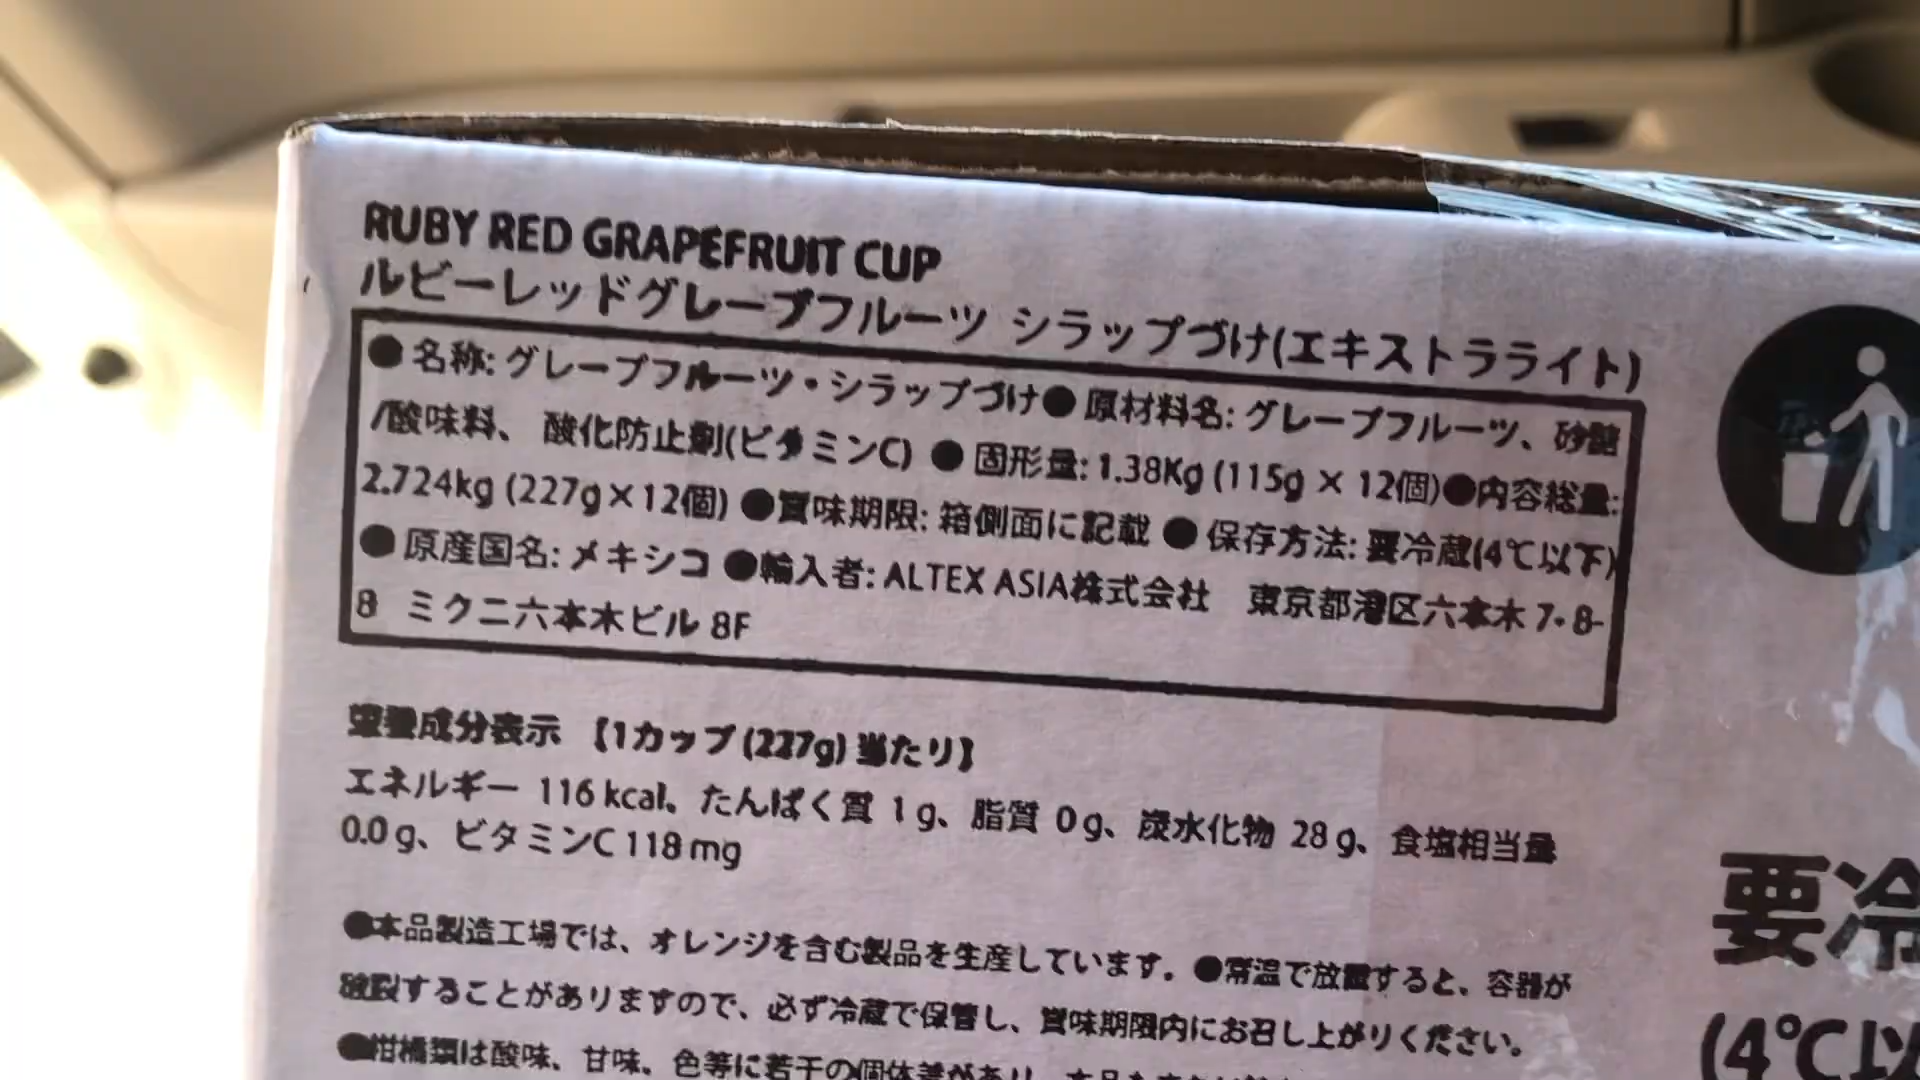 RUBY RED GRAPEFRUIT CUP
ルビーレッドグレープフルーツ シラップづけ(エキストラライト)
● 名称: グレープフルーツ・シラップづけ● 原材料名: グレープフルーツ、砂糖
/酸味料、 酸化防止剤(ビタミンC) ● 固形量: 1.38Kg (115g × 12個)●内容総量:
2.724kg (227g×12個) ●賞味期限: 箱側面に記載 ● 保存方法: 要冷蔵(4℃以下)
● 原産国名: メキシコ ●輸入者: ALTEX ASIA株式会社 東京都港区六本木 7-8-
8 ミクニ六本木ビル 8F
栄養成分表示 【1カップ (227g) 当たり】
エネルギー 116 kcal、たんぱく質 1 g、脂質 0 g、炭水化物 28 g、食塩相当量
0.0 g、ビタミンC 118 mg
●本品製造工場では、オレンジを含む製品を生産しています。●常温で放置すると、容器が
破裂することがありますので、必ず冷蔵で保管し、賞味期限内にお召し上がりください。
●柑橘類は酸味、甘味、色等に若干の個体差があり
要冷
(4℃以